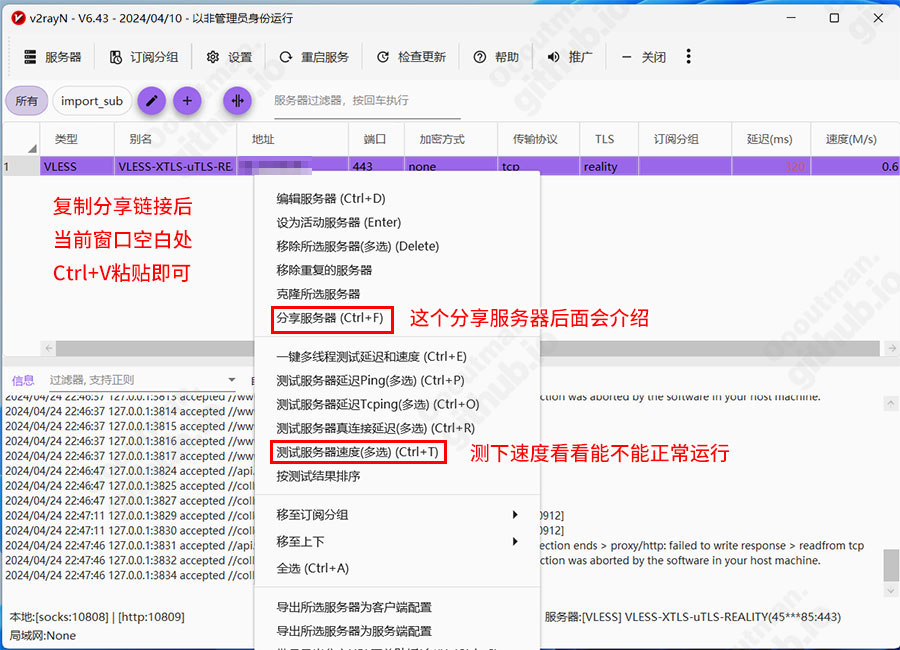 v2rayN - V6.43 - 2024/04/10 - 以非管理员身份运行
服务器 订阅分组 设置 重启服务 检查更新 帮助 推广 关闭
所有 import_sub 服务器过滤器，按回车执行
类型 别名 地址 端口 加密方式 传输协议 TLS 订阅分组 延迟(ms) 速度(M/s)
1 VLESS VLESS-XTLS-uTLS-RE. 443 none tcp reality 320 0.6
复制分享链接后
当前窗口空白处
Ctrl+V粘贴即可
编辑服务器 (Ctrl+D)
设为活动服务器 (Enter)
移除所选服务器(多选) (Delete)
移除重复的服务器
克隆所选服务器
分享服务器 (Ctrl+F)
这个分享服务器后面会介绍
一键多线程测试延迟和速度 (Ctrl+E)
测试服务器延迟Ping(多选) (Ctrl+P)
测试服务器延迟Tcping(多选) (Ctrl+O)
测试服务器真连接延迟(多选) (Ctrl+R)
测试服务器速度(多选) (Ctrl+T)
测下速度看看能不能正常运行
按测试结果排序
移至订阅分组
移至上下
全选 (Ctrl+A)
导出所选服务器为客户端配置
导出所选服务器为服务端配置
信息 过滤器, 支持正则
2024/04/24 22:46:37 127.0.0.1:3813 accepted //ww
ction was aborted by the software in your host machine.
2024/04/24 22:46:37 127.0.0.1:3814 accepted //ww
2024/04/24 22:46:37 127.0.0.1:3815 accepted //ww
2024/04/24 22:46:37 127.0.0.1:3816 accepted //ww
2024/04/24 22:46:37 127.0.0.1:3817 accepted //ww
2024/04/24 22:46:47 127.0.0.1:3824 accepted //api.
2024/04/24 22:46:47 127.0.0.1:3825 accepted //coll
2024/04/24 22:46:47 127.0.0.1:3827 accepted //coll
2024/04/24 22:47:11 127.0.0.1:3829 accepted //coll
0912]
2024/04/24 22:47:11 127.0.0.1:3830 accepted //coll
0912]
2024/04/24 22:47:46 127.0.0.1:3831 accepted //api.
ection ends > proxy/http: failed to write response > readfrom tcp
2024/04/24 22:47:46 127.0.0.1:3832 accepted //coll
ction was aborted by the software in your host machine.
2024/04/24 22:47:46 127.0.0.1:3834 accepted //coll
本地:[socks:10808] | [http:10809]
服务器:[VLESS] VLESS-XTLS-uTLS-REALITY(45***85:443)
局域网:None
Ogoutman.
github.io